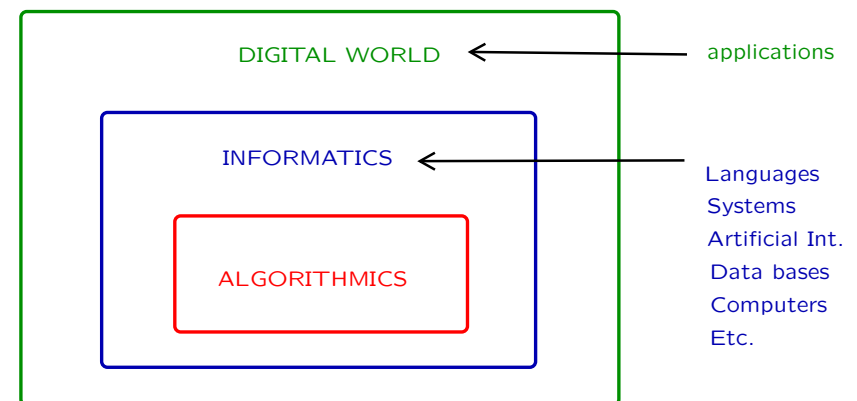 DIGITAL WORLD
applications
INFORMATICS
Languages
Systems
Artificial Int.
Data bases
Computers
Etc.
ALGORITHMICS